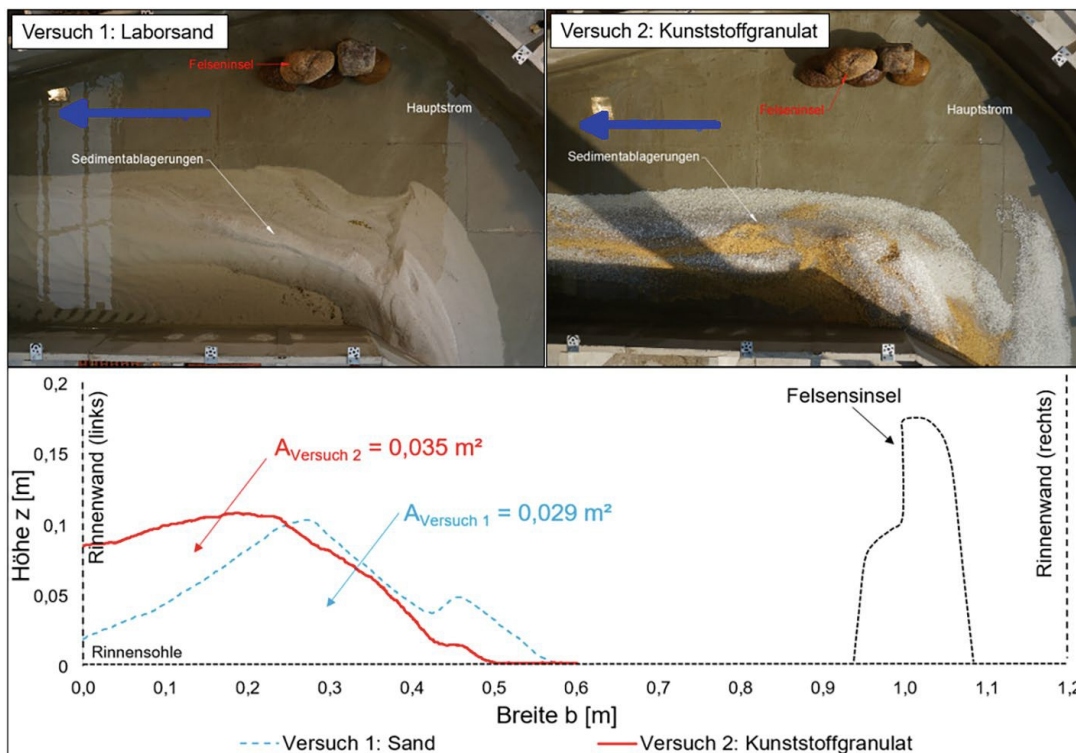 Versuch 1: Laborsand
Felseninsel
Hauptstrom
Sedimentablagerungen
Versuch 2: Kunststoffgranulat
Felseninsel
Hauptstrom
Sedimentablagerungen
0,2
0,15
0,1
0,05
0
Höhe z [m]
Rinnenwand (links)
A Versuch 2 = 0,035 m²
A Versuch 1 = 0,029 m²
Felsensinsel
Rinnenwand (rechts)
Rinnensohle
0,0 0,1 0,2 0,3 0,4 0,5 0,6 0,7 0,8 0,9 1,0 1,1 1,2
Breite b [m]
Versuch 1: Sand
Versuch 2: Kunststoffgranulat